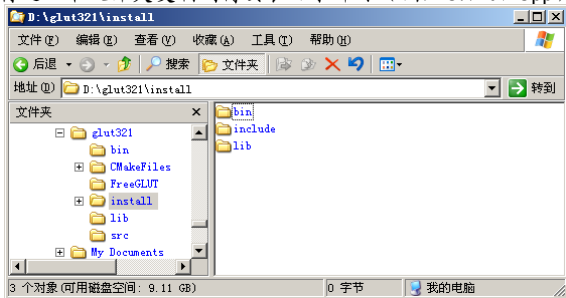 D:\glut321\install
文件(F) 编辑(E) 查看(V) 收藏(A) 工具(T) 帮助(H)
后退 搜索 文件夹
地址(D) D:\glut321\install 转到
文件夹 ×
glut321
bin
CMakeFiles
FreeGLUT
install
lib
src
My Documents
bin
include
lib
3 个对象(可用磁盘空间: 9.11 GB) 0 字节 我的电脑